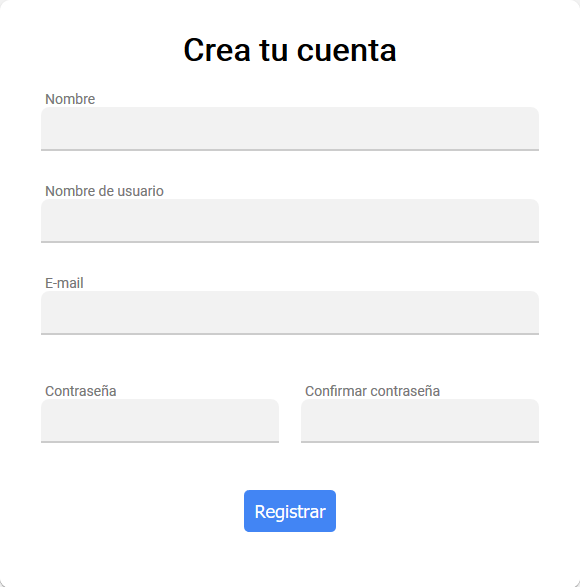 Crea tu cuenta
Nombre
Nombre de usuario
E-mail
Contraseña
Confirmar contraseña
Registrar